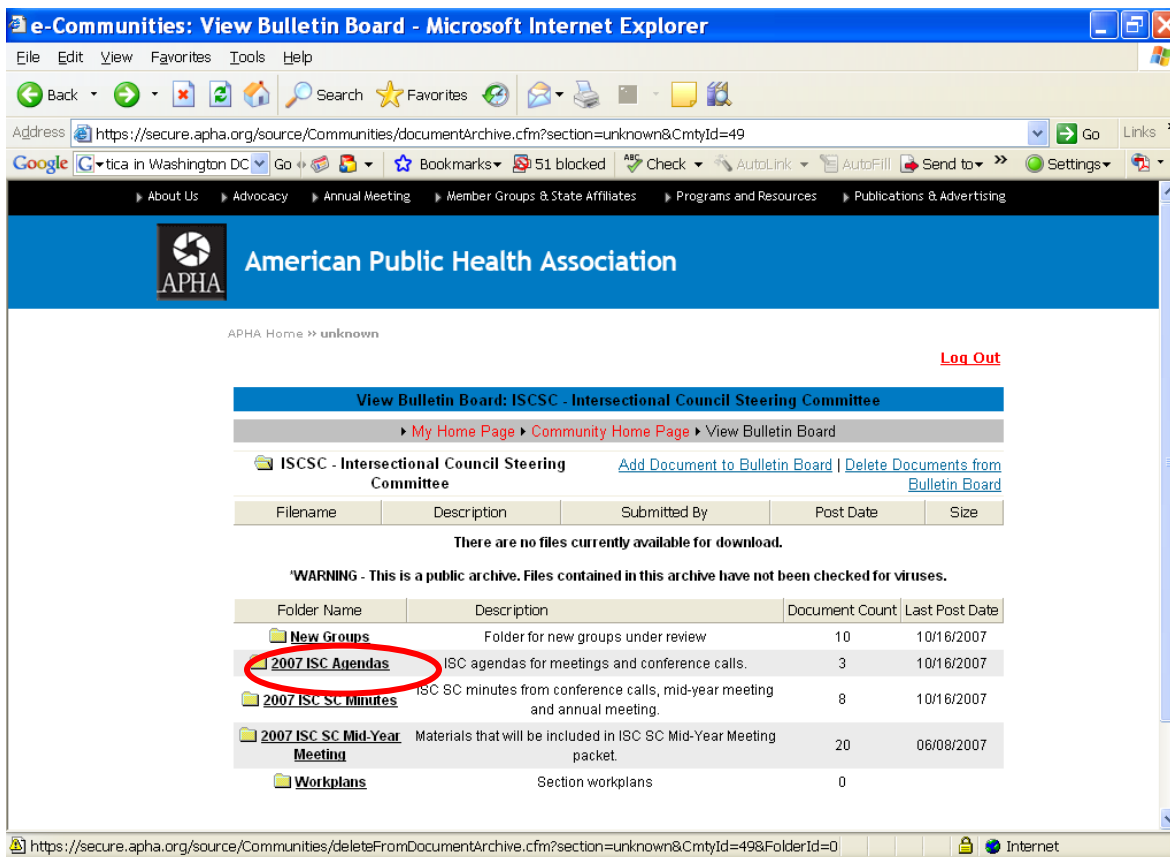 e-Communities: View Bulletin Board - Microsoft Internet Explorer
File Edit View Favorites Tools Help
Back Search Favorites
Address https://secure.apha.org/source/Communities/documentArchive.cfm?section=unknown&CmtyId=49 Go Links
Google tica in Washington DC Go Bookmarks 51 blocked ABC Check AutoLink AutoFill Send to Settings
About Us Advocacy Annual Meeting Member Groups & State Affiliates Programs and Resources Publications & Advertising
APHA American Public Health Association
APHA Home >> unknown
Log Out
View Bulletin Board: ISCSC - Intersectional Council Steering Committee
My Home Page Community Home Page View Bulletin Board
ISCSC - Intersectional Council Steering Committee
Add Document to Bulletin Board | Delete Documents from Bulletin Board
Filename Description Submitted By Post Date Size
There are no files currently available for download.
*WARNING - This is a public archive. Files contained in this archive have not been checked for viruses.
Folder Name Description Document Count Last Post Date
New Groups Folder for new groups under review 10 10/16/2007
2007 ISC Agendas ISC agendas for meetings and conference calls. 3 10/16/2007
2007 ISC SC Minutes ISC SC minutes from conference calls, mid-year meeting and annual meeting. 8 10/16/2007
2007 ISC SC Mid-Year Meeting Materials that will be included in ISC SC Mid-Year Meeting packet. 20 06/08/2007
Workplans Section workplans 0
https://secure.apha.org/source/Communities/deleteFromDocumentArchive.cfm?section=unknown&CmtyId=49&FolderId=0 Internet